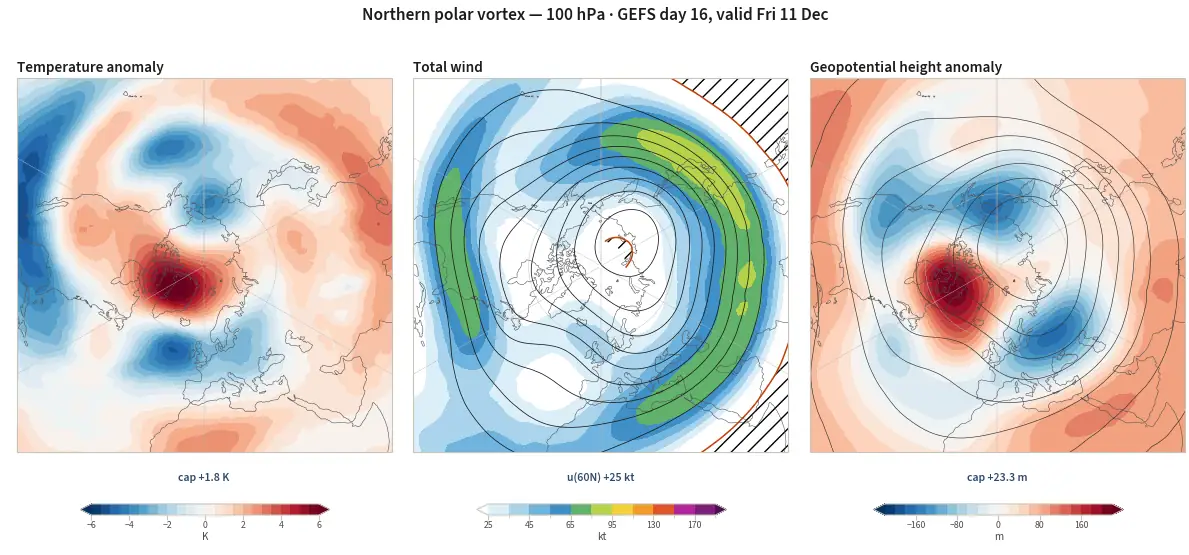 Northern polar vortex — 100 hPa · GEFS day 16, valid Fri 11 Dec
Temperature anomaly
Total wind
Geopotential height anomaly
cap +1.8 K
u(60N) +25 kt
cap +23.3 m
−6 −4 −2 0 2 4 6
K
25 45 65 90 130 170
kt
−160 −80 0 80 160
m